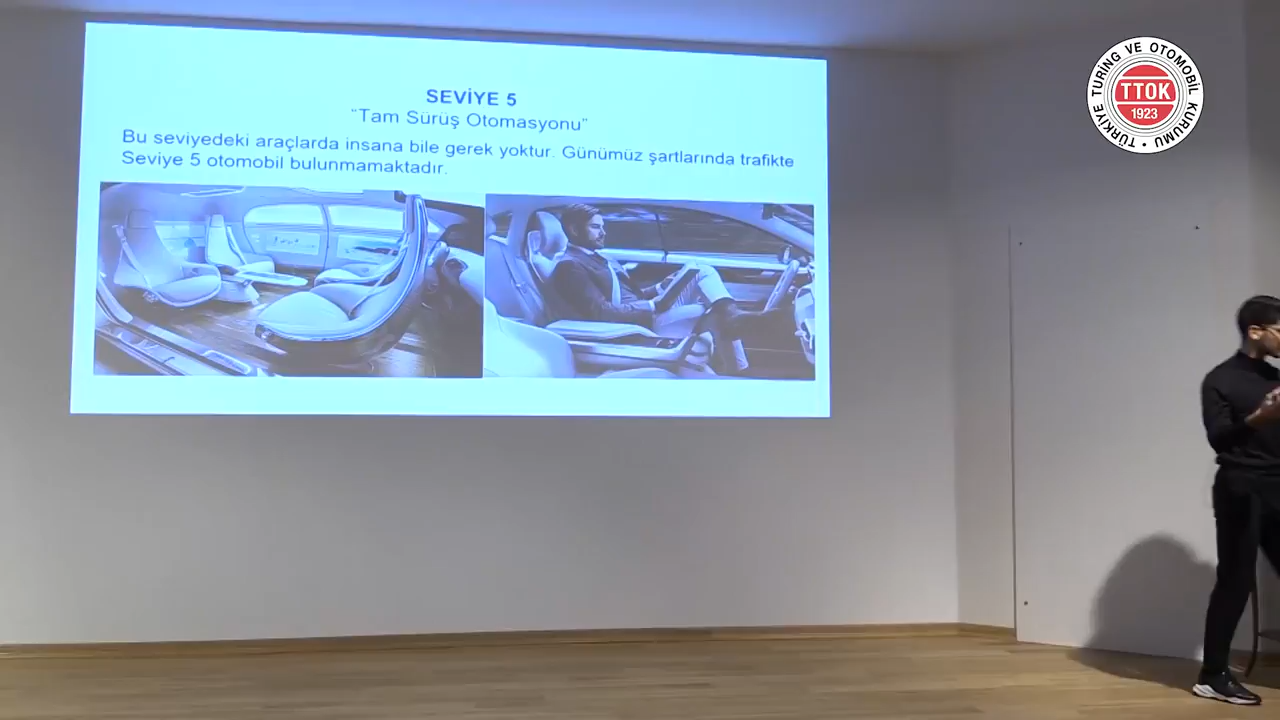 SEVİYE 5
"Tam Sürüş Otomasyonu"
Bu seviyedeki araçlarda insana bile gerek yoktur. Günümüz şartlarında trafikte
Seviye 5 otomobil bulunmamaktadır.
TÜRKİYE TURİNG VE OTOMOBİL KURUMU
TTOK
1923